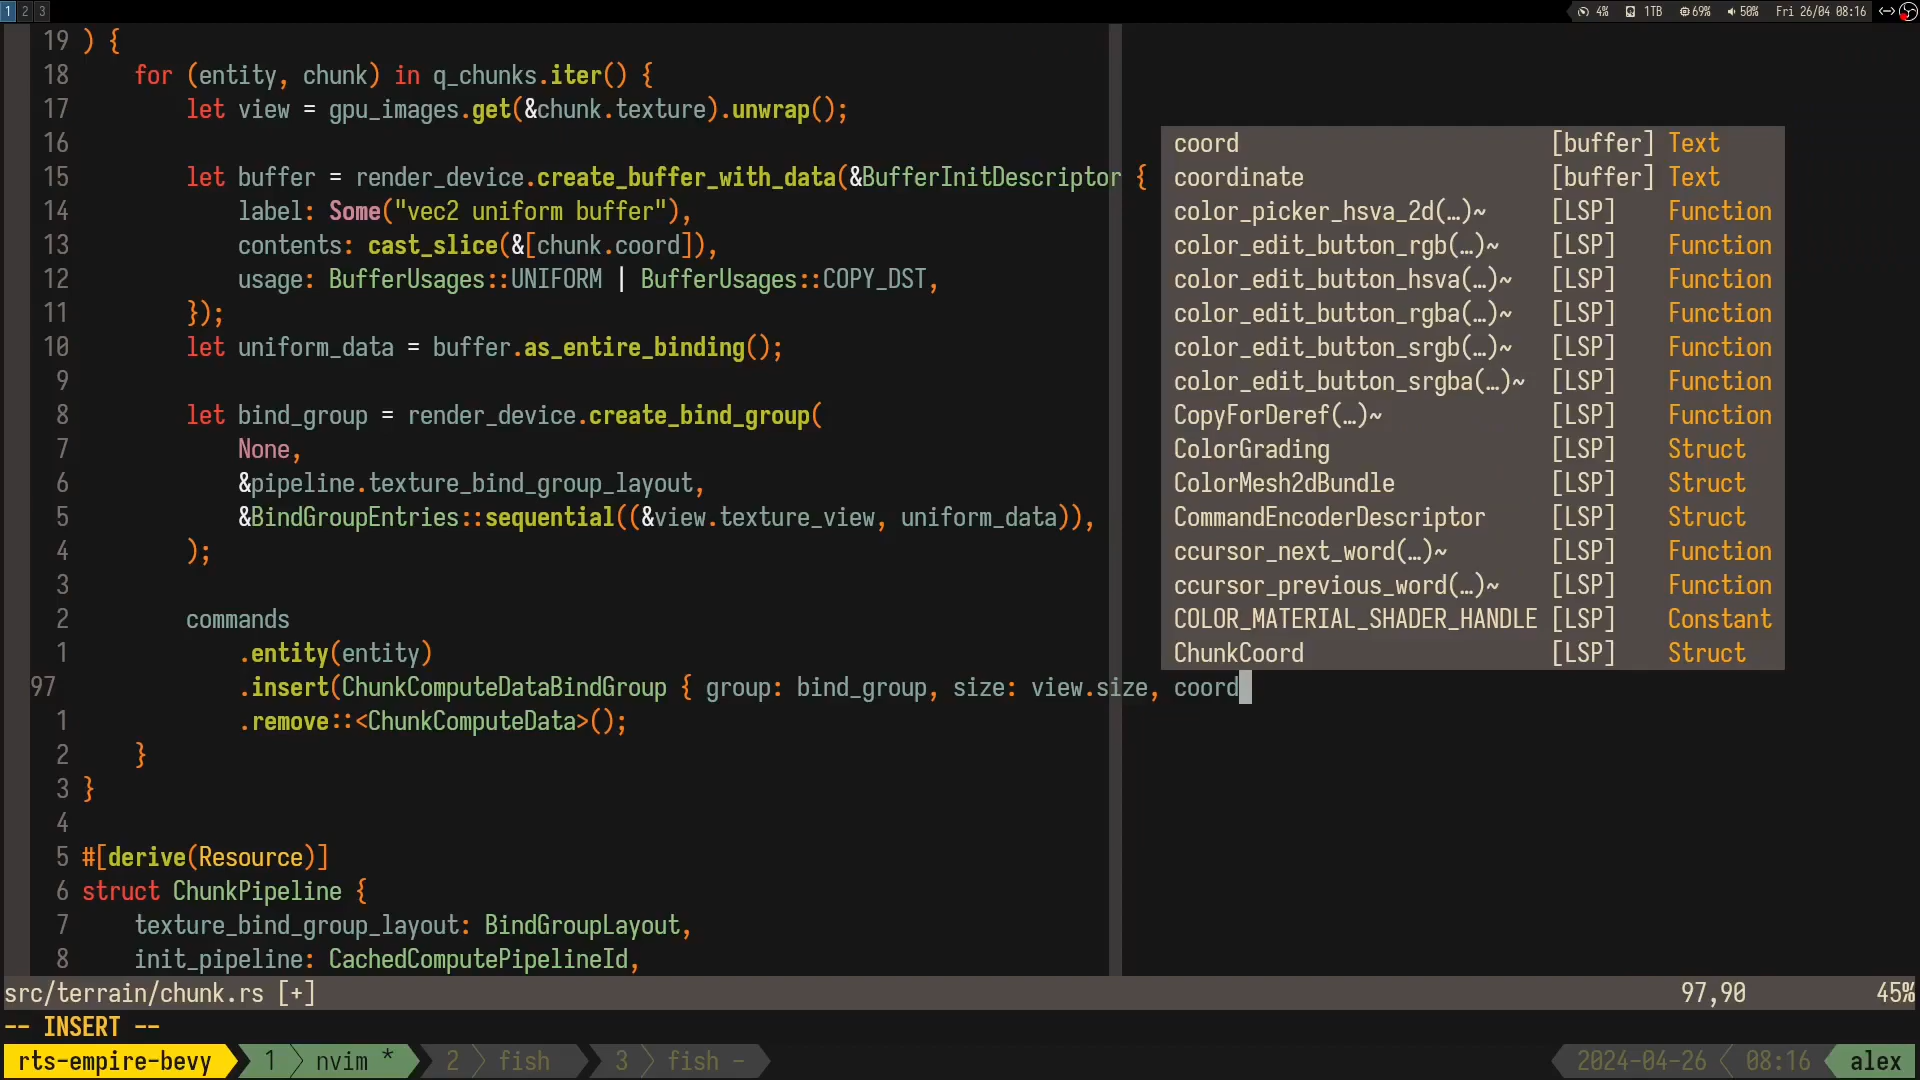 1 2 3 4% 1TB 69% 50% Fri 26/04 08:16
19 ) {
18 for (entity, chunk) in q_chunks.iter() {
17 let view = gpu_images.get(&chunk.texture).unwrap();
16 coord [buffer] Text
15 let buffer = render_device.create_buffer_with_data(&BufferInitDescriptor { coordinate [buffer] Text
14 label: Some("vec2 uniform buffer"), color_picker_hsva_2d(…)~ [LSP] Function
13 contents: cast_slice(&[chunk.coord]), color_edit_button_rgb(…)~ [LSP] Function
12 usage: BufferUsages::UNIFORM | BufferUsages::COPY_DST, color_edit_button_hsva(…)~ [LSP] Function
11 }); color_edit_button_rgba(…)~ [LSP] Function
10 let uniform_data = buffer.as_entire_binding(); color_edit_button_srgb(…)~ [LSP] Function
9 color_edit_button_srgba(…)~ [LSP] Function
8 let bind_group = render_device.create_bind_group( CopyForDeref(…)~ [LSP] Function
7 None, ColorGrading [LSP] Struct
6 &pipeline.texture_bind_group_layout, ColorMesh2dBundle [LSP] Struct
5 &BindGroupEntries::sequential((&view.texture_view, uniform_data)), CommandEncoderDescriptor [LSP] Struct
4 ); ccursor_next_word(…)~ [LSP] Function
3 ccursor_previous_word(…)~ [LSP] Function
2 commands COLOR_MATERIAL_SHADER_HANDLE [LSP] Constant
1 .entity(entity) ChunkCoord [LSP] Struct
97 .insert(ChunkComputeDataBindGroup { group: bind_group, size: view.size, coord
1 .remove::<ChunkComputeData>();
2 }
3 }
4
5 #[derive(Resource)]
6 struct ChunkPipeline {
7 texture_bind_group_layout: BindGroupLayout,
8 init_pipeline: CachedComputePipelineId,
src/terrain/chunk.rs [+] 97,90 45%
-- INSERT --
rts-empire-bevy 1 nvim * 2 fish 3 fish - 2024-04-26 08:16 alex